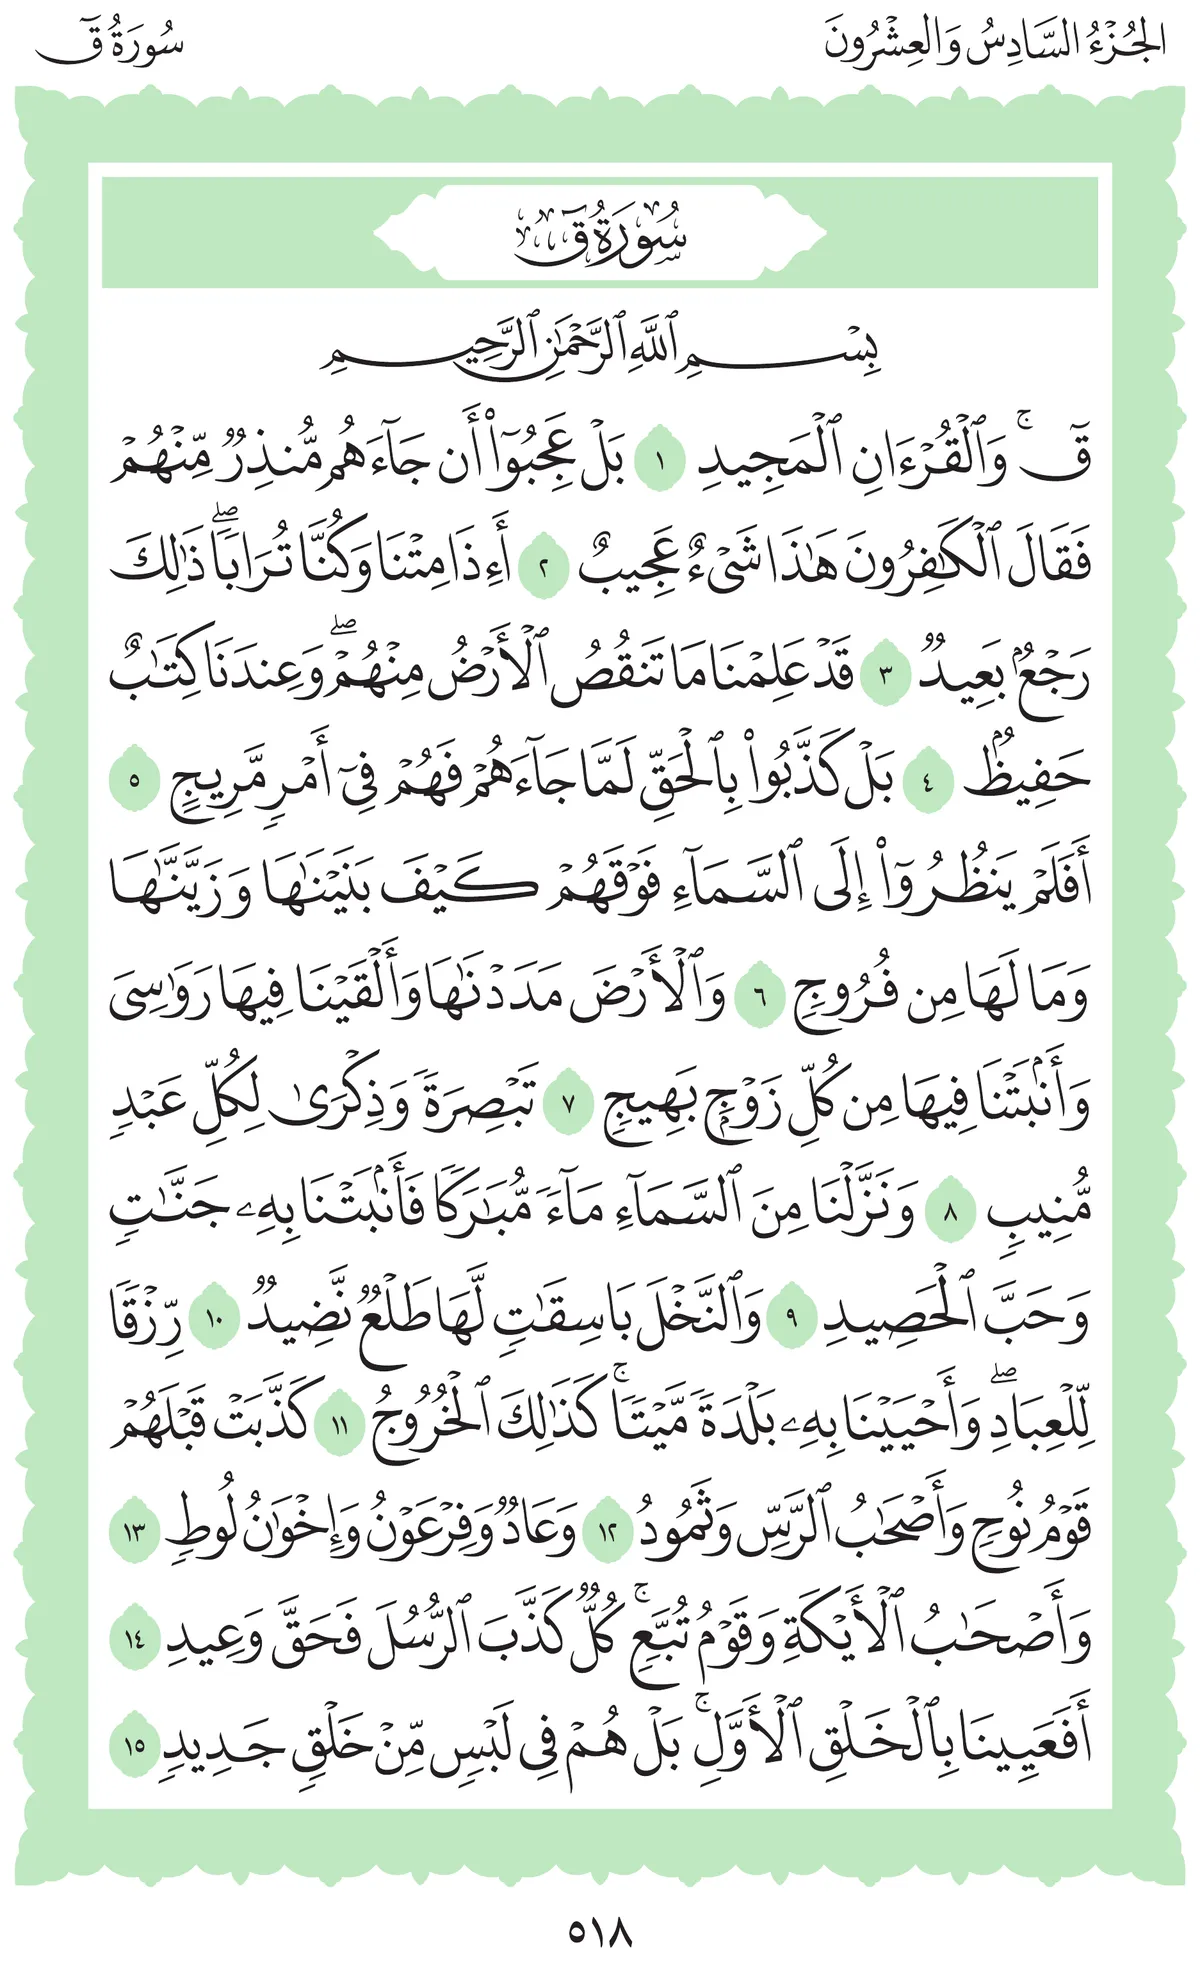 الجُزْءُ السَّادِسُ وَالعِشْرُونَ
سُورَةُ قٓ
سُورَةُ قٓ
بِسْمِ ٱللَّهِ ٱلرَّحْمَٰنِ ٱلرَّحِيمِ
قٓۚ وَٱلْقُرْءَانِ ٱلْمَجِيدِ ١ بَلْ عَجِبُوٓا۟ أَن جَآءَهُم مُّنذِرٌ مِّنْهُمْ
فَقَالَ ٱلْكَٰفِرُونَ هَٰذَا شَىْءٌ عَجِيبٌ ٢ أَءِذَا مِتْنَا وَكُنَّا تُرَابًاۖ ذَٰلِكَ
رَجْعٌۢ بَعِيدٌ ٣ قَدْ عَلِمْنَا مَا تَنقُصُ ٱلْأَرْضُ مِنْهُمْۖ وَعِندَنَا كِتَٰبٌ
حَفِيظٌۢ ٤ بَلْ كَذَّبُوا۟ بِٱلْحَقِّ لَمَّا جَآءَهُمْ فَهُمْ فِىٓ أَمْرٍ مَّرِيجٍ ٥
أَفَلَمْ يَنظُرُوٓا۟ إِلَى ٱلسَّمَآءِ فَوْقَهُمْ كَيْفَ بَنَيْنَٰهَا وَزَيَّنَّٰهَا
وَمَا لَهَا مِن فُرُوجٍ ٦ وَٱلْأَرْضَ مَدَدْنَٰهَا وَأَلْقَيْنَا فِيهَا رَوَٰسِىَ
وَأَنۢبَتْنَا فِيهَا مِن كُلِّ زَوْجٍۭ بَهِيجٍ ٧ تَبْصِرَةً وَذِكْرَىٰ لِكُلِّ عَبْدٍ
مُّنِيبٍ ٨ وَنَزَّلْنَا مِنَ ٱلسَّمَآءِ مَآءً مُّبَٰرَكًا فَأَنۢبَتْنَا بِهِۦ جَنَّٰتٍ
وَحَبَّ ٱلْحَصِيدِ ٩ وَٱلنَّخْلَ بَاسِقَٰتٍ لَّهَا طَلْعٌ نَّضِيدٌ ١٠ رِّزْقًا
لِّلْعِبَادِۖ وَأَحْيَيْنَا بِهِۦ بَلْدَةً مَّيْتًاۚ كَذَٰلِكَ ٱلْخُرُوجُ ١١ كَذَّبَتْ قَبْلَهُمْ
قَوْمُ نُوحٍ وَأَصْحَٰبُ ٱلرَّسِّ وَثَمُودُ ١٢ وَعَادٌ وَفِرْعَوْنُ وَإِخْوَٰنُ لُوطٍ ١٣
وَأَصْحَٰبُ ٱلْأَيْكَةِ وَقَوْمُ تُبَّعٍۚ كُلٌّ كَذَّبَ ٱلرُّسُلَ فَحَقَّ وَعِيدِ ١٤
أَفَعَيِينَا بِٱلْخَلْقِ ٱلْأَوَّلِۚ بَلْ هُمْ فِى لَبْسٍ مِّنْ خَلْقٍ جَدِيدٍ ١٥
٥١٨